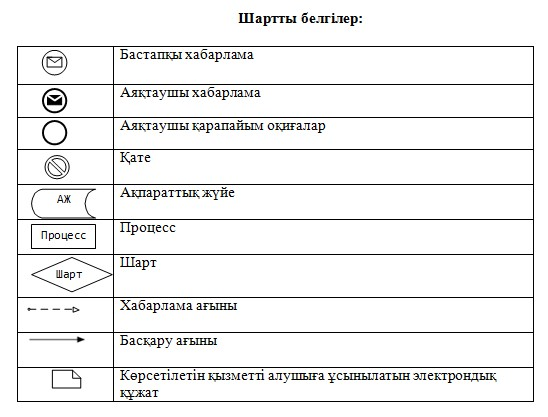 Шартты белгілер:
Бастапқы хабарлама
Аяқтаушы хабарлама
Аяқтаушы қарапайым оқиғалар
Қате
АЖ
Ақпараттық жүйе
Процесс
Процесс
Шарт
Шарт
Хабарлама ағыны
Басқару ағыны
Көрсетілетін қызметті алушыға ұсынылатын электрондық
құжат